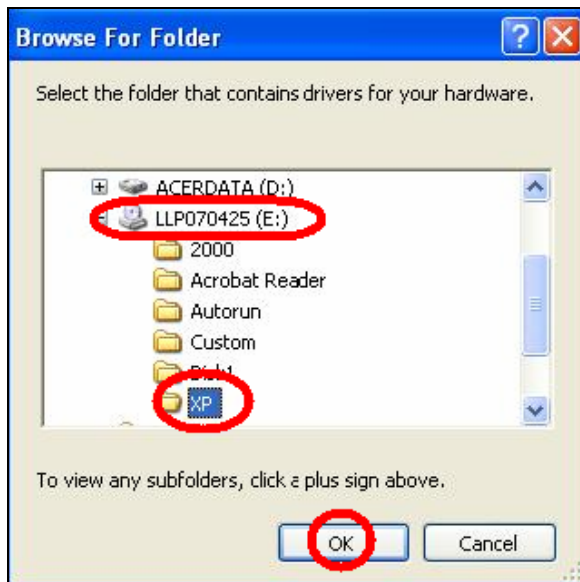 Browse For Folder
Select the folder that contains drivers for your hardware.
ACERDATA (D:)
LLP070425 (E:)
2000
Acrobat Reader
Autorun
Custom
Disk1
XP
To view any subfolders, click a plus sign above.
OK Cancel